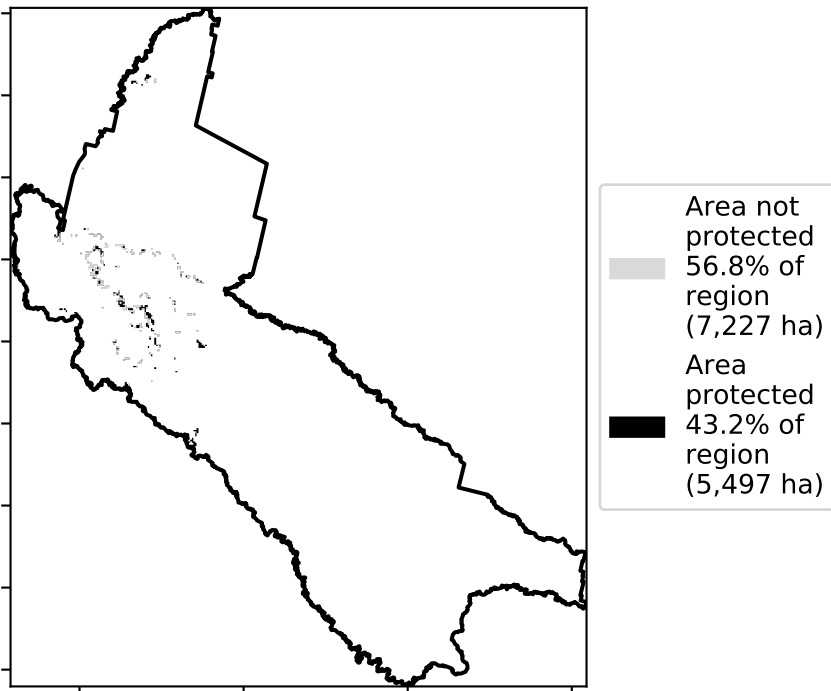 Area not
protected
56.8% of
region
(7,227 ha)
Area
protected
43.2% of
region
(5,497 ha)